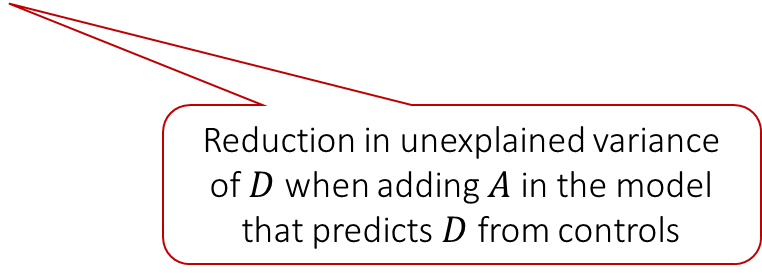 Reduction in unexplained variance
of D when adding A in the model
that predicts D from controls